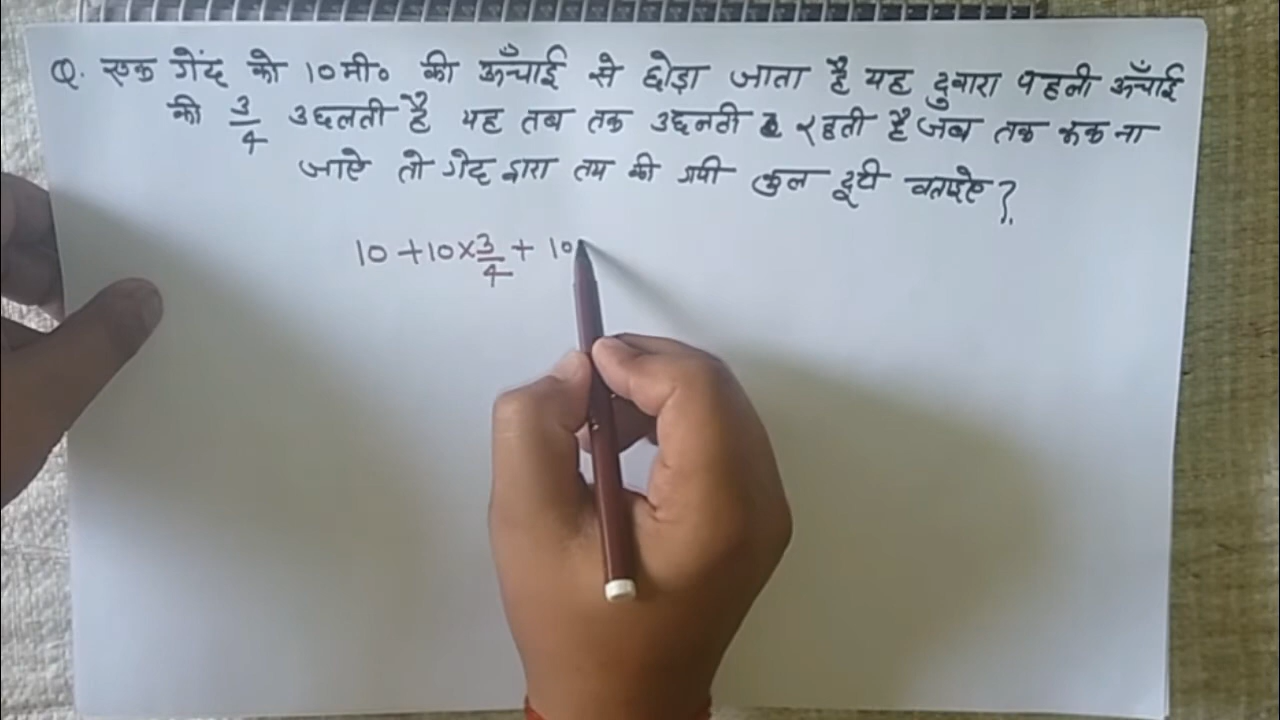 Q. एक गेंद को 10 मी० की ऊँचाई से छोड़ा जाता है यह दुबारा पहली ऊँचाई
की 3/4 उछलती है यह तब तक उछलती रहती है जब तक रूक ना
जाऐ तो गेंद द्वारा तय की गयी कुल दूरी बताइऐ ?
10 + 10 × 3/4 + 10